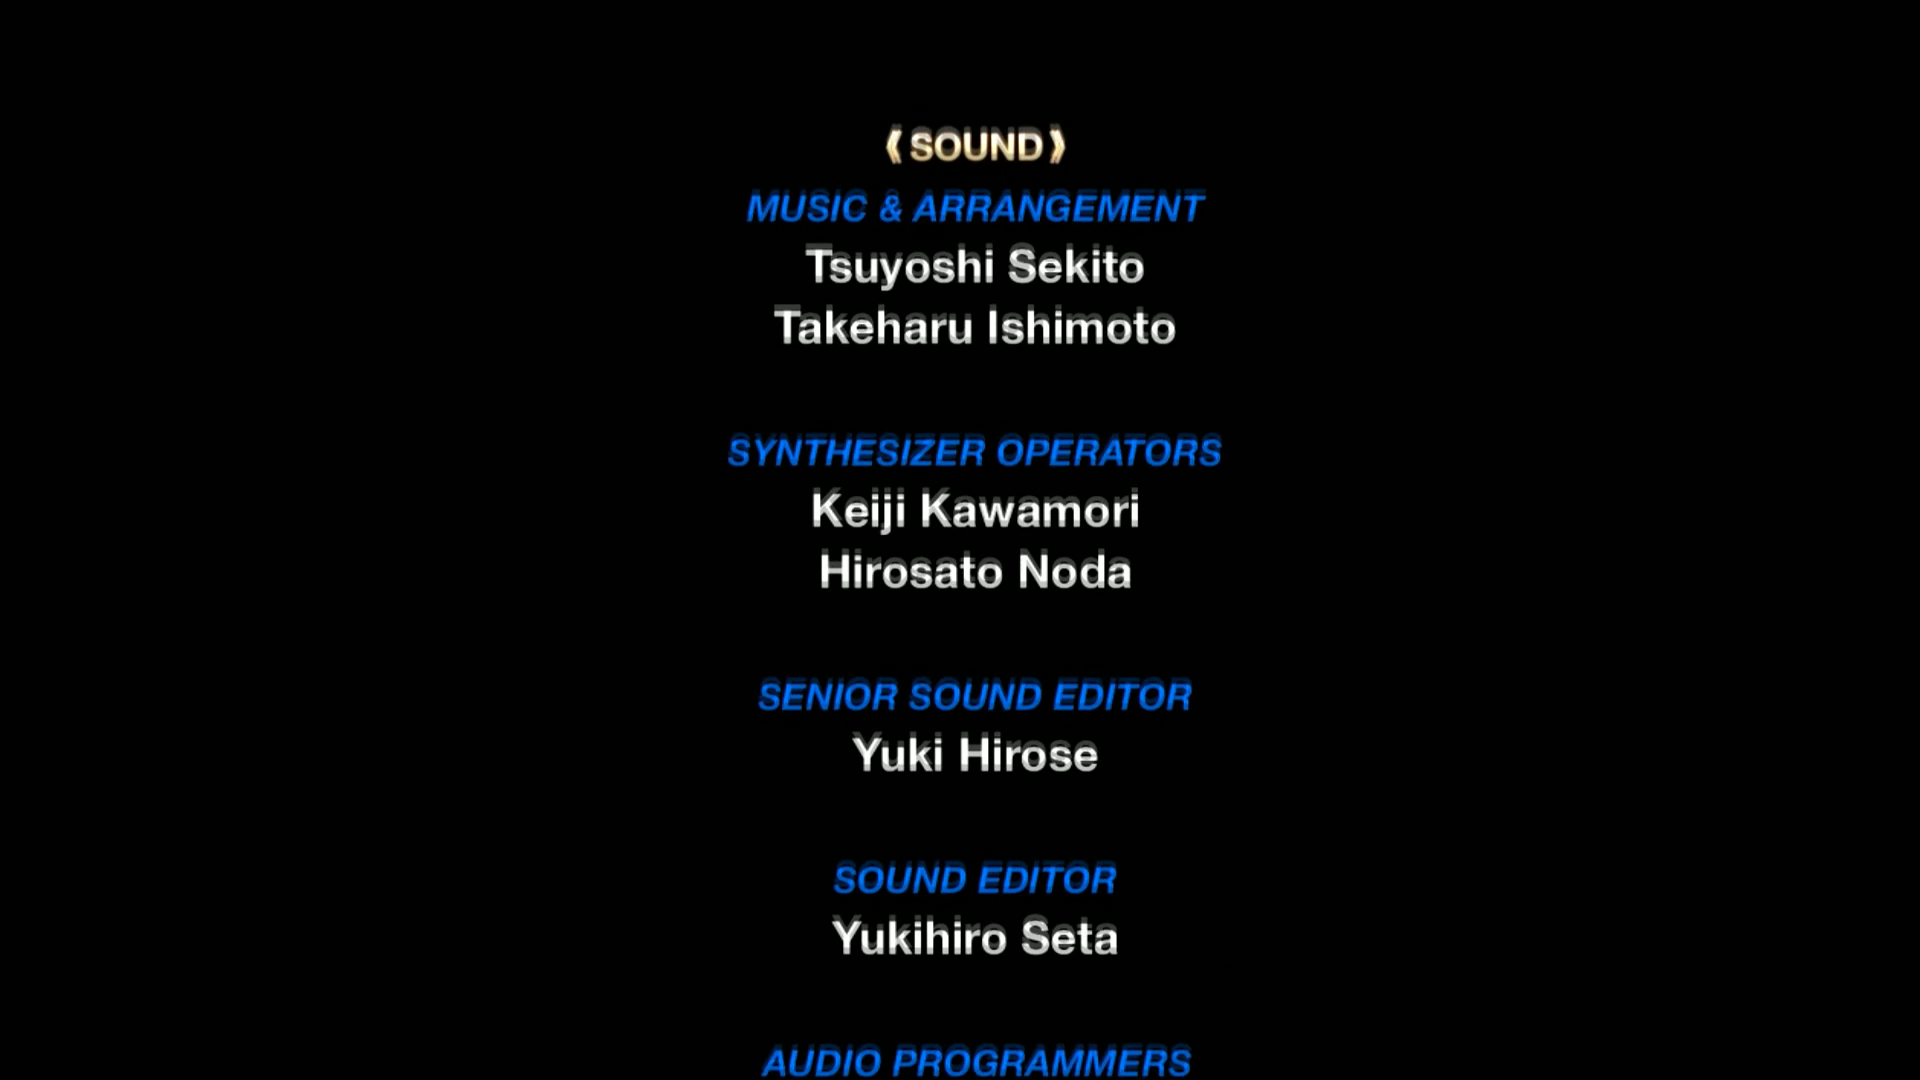 《SOUND》
MUSIC & ARRANGEMENT
Tsuyoshi Sekito
Takeharu Ishimoto
SYNTHESIZER OPERATORS
Keiji Kawamori
Hirosato Noda
SENIOR SOUND EDITOR
Yuki Hirose
SOUND EDITOR
Yukihiro Seta
AUDIO PROGRAMMERS